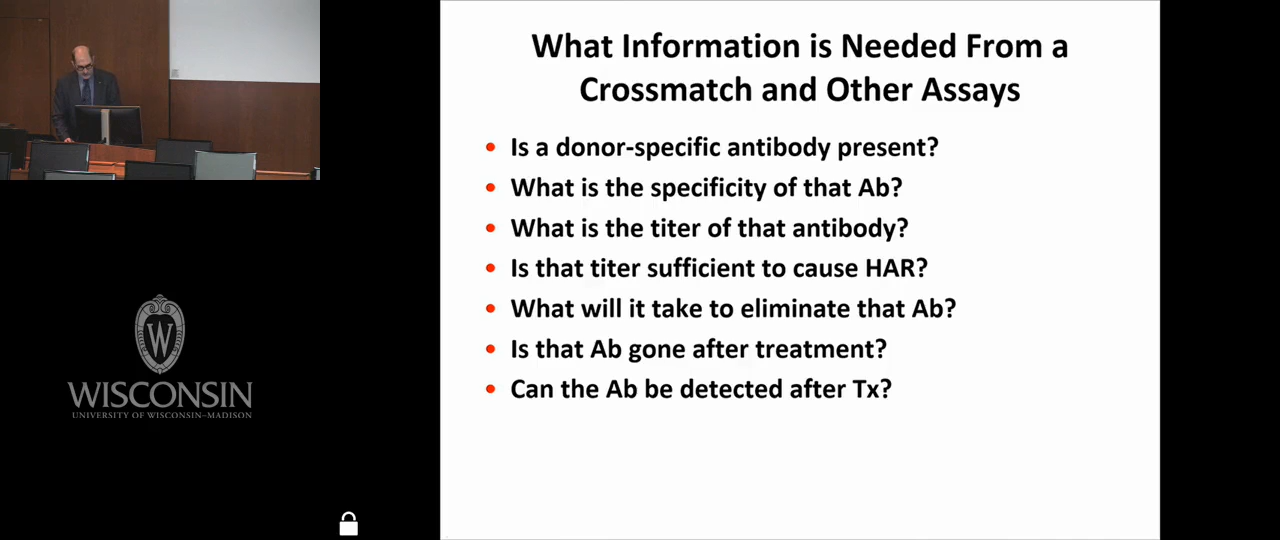 What Information is Needed From a
Crossmatch and Other Assays
• Is a donor-specific antibody present?
• What is the specificity of that Ab?
• What is the titer of that antibody?
• Is that titer sufficient to cause HAR?
• What will it take to eliminate that Ab?
• Is that Ab gone after treatment?
• Can the Ab be detected after Tx?
W
WISCONSIN
UNIVERSITY OF WISCONSIN–MADISON